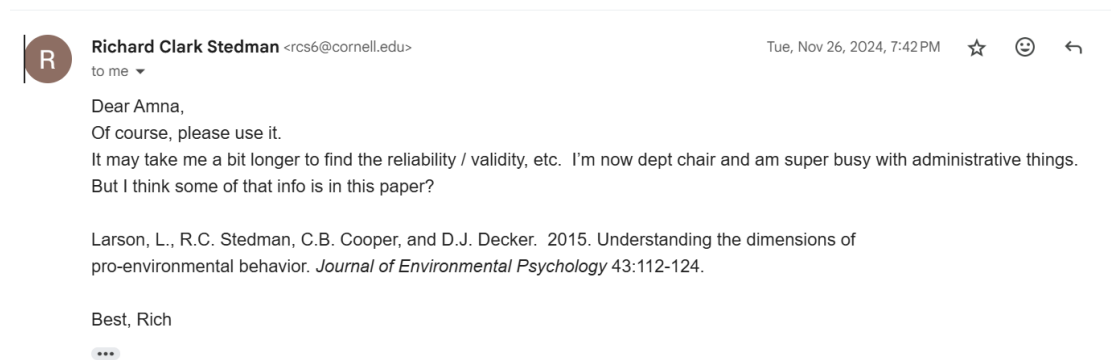 R
Richard Clark Stedman <rcs6@cornell.edu>
Tue, Nov 26, 2024, 7:42 PM
to me
Dear Amna,
Of course, please use it.
It may take me a bit longer to find the reliability / validity, etc.  I'm now dept chair and am super busy with administrative things.
But I think some of that info is in this paper?
Larson, L., R.C. Stedman, C.B. Cooper, and D.J. Decker.  2015. Understanding the dimensions of
pro-environmental behavior. Journal of Environmental Psychology 43:112-124.
Best, Rich